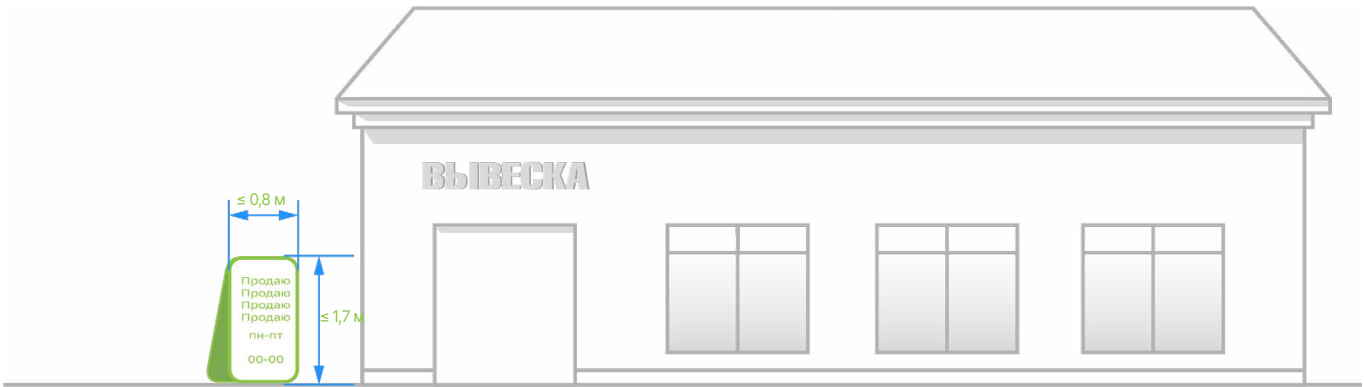 ВЫВЕСКА
≤ 0,8 м
Продаю
Продаю
Продаю
Продаю
пн-пт
00-00
≤ 1,7 м